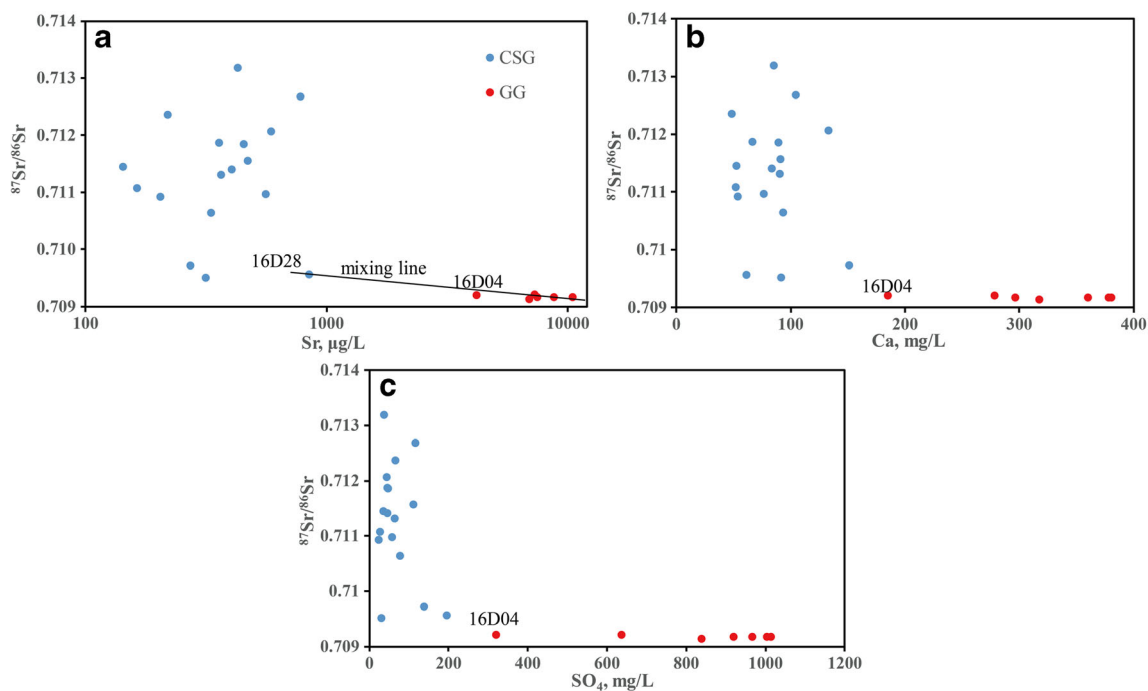 a
0.714
0.713
0.712
0.711
0.710
0.709
⁸⁷Sr/⁸⁶Sr
CSG
GG
16D28
mixing line
16D04
100
1000
10000
Sr, μg/L
b
0.714
0.713
0.712
0.711
0.71
0.709
⁸⁷Sr/⁸⁶Sr
16D04
0
100
200
300
400
Ca, mg/L
c
0.714
0.713
0.712
0.711
0.71
0.709
⁸⁷Sr/⁸⁶Sr
16D04
0
200
400
600
800
1000
1200
SO₄, mg/L